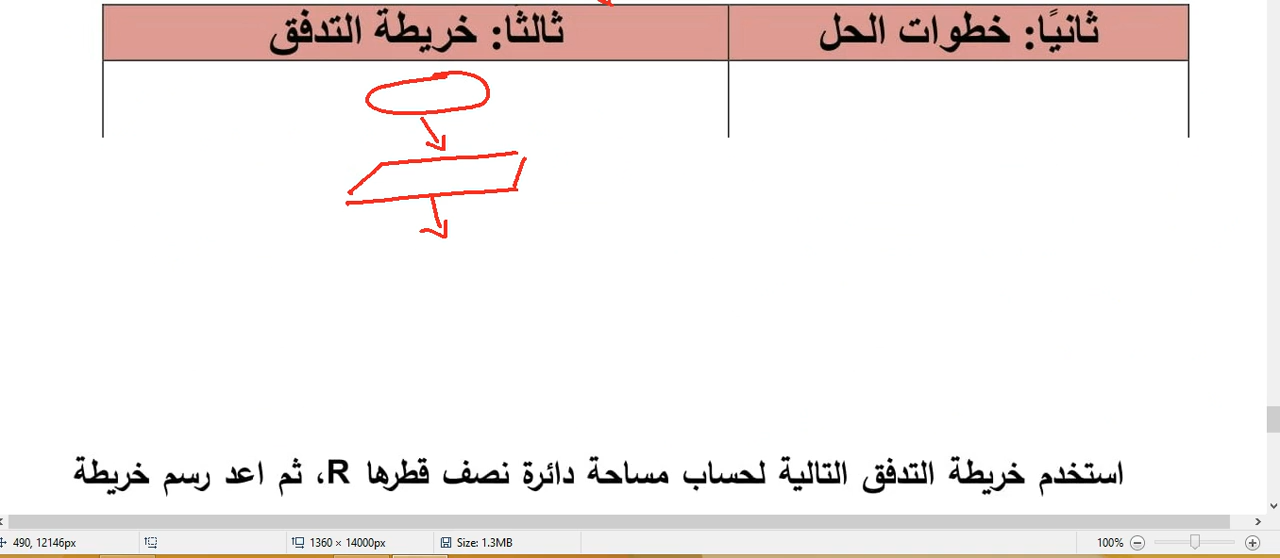 ثانيًا: خطوات الحل
ثالثا: خريطة التدفق
استخدم خريطة التدفق التالية لحساب مساحة دائرة نصف قطرها R، ثم اعد رسم خريطة
490, 12146px
1360 × 14000px
Size: 1.3MB
100%